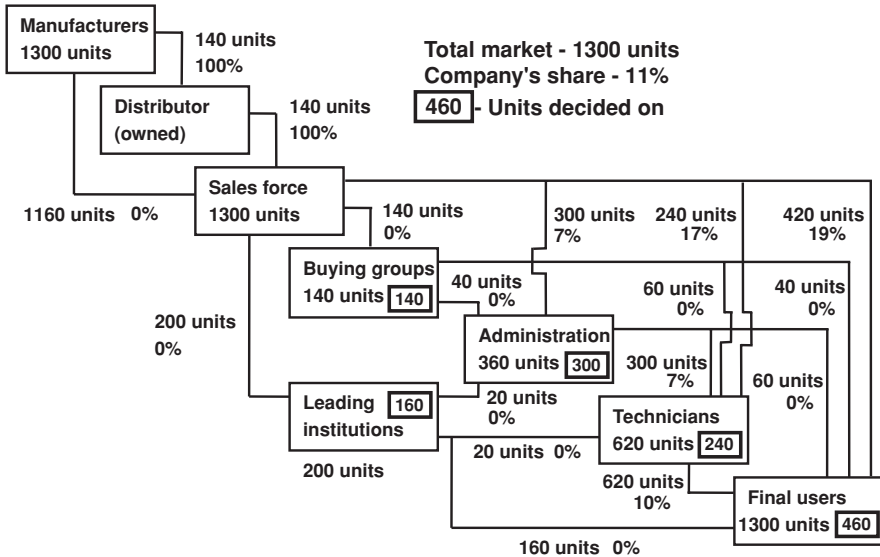 Manufacturers
1300 units
140 units
100%
Total market - 1300 units
Company's share - 11%
460 - Units decided on
Distributor
(owned)
140 units
100%
Sales force
1300 units
1160 units 0%
140 units
0%
300 units
7%
240 units
17%
420 units
19%
Buying groups
140 units 140
40 units
0%
60 units
0%
40 units
0%
200 units
0%
Administration
360 units 300
300 units
7%
60 units
0%
Leading 160
institutions
20 units
0%
Technicians
620 units 240
200 units
20 units 0%
620 units
10%
Final users
1300 units 460
160 units 0%